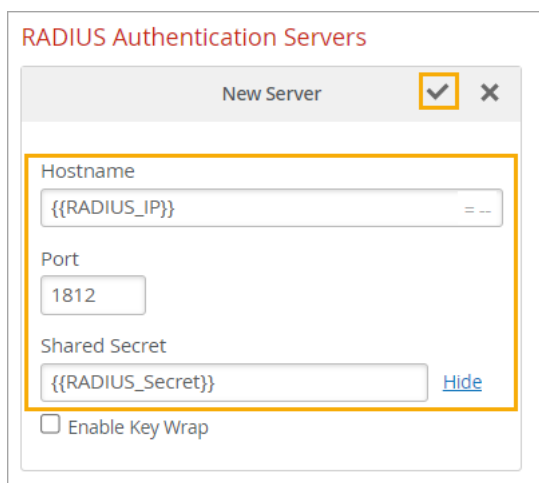 RADIUS Authentication Servers
New Server
Hostname
{{RADIUS_IP}} = --
Port
1812
Shared Secret
{{RADIUS_Secret}} Hide
Enable Key Wrap